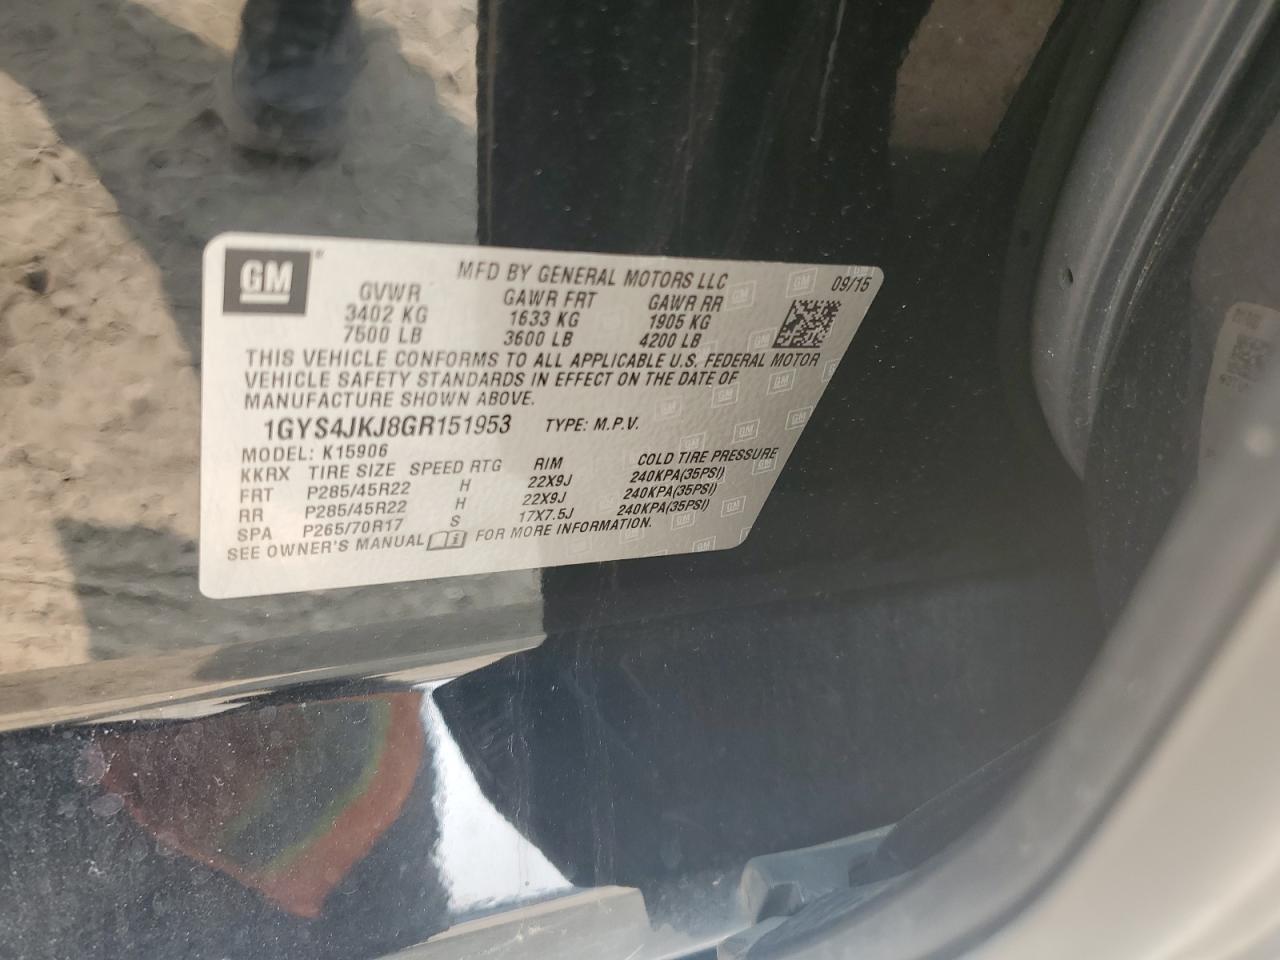 GM®
MFD BY GENERAL MOTORS LLC 09/15
GVWR GAWR FRT GAWR RR
3402 KG 1633 KG 1905 KG
7500 LB 3600 LB 4200 LB
THIS VEHICLE CONFORMS TO ALL APPLICABLE U.S. FEDERAL MOTOR
VEHICLE SAFETY STANDARDS IN EFFECT ON THE DATE OF
MANUFACTURE SHOWN ABOVE.
1GYS4JKJ8GR151953 TYPE: M.P.V.
MODEL: K15906
KKRX TIRE SIZE SPEED RTG RIM COLD TIRE PRESSURE
FRT P285/45R22 H 22X9J 240KPA(35PSI)
RR P285/45R22 H 22X9J 240KPA(35PSI)
SPA P265/70R17 S 17X7.5J 240KPA(35PSI)
SEE OWNER'S MANUAL FOR MORE INFORMATION.